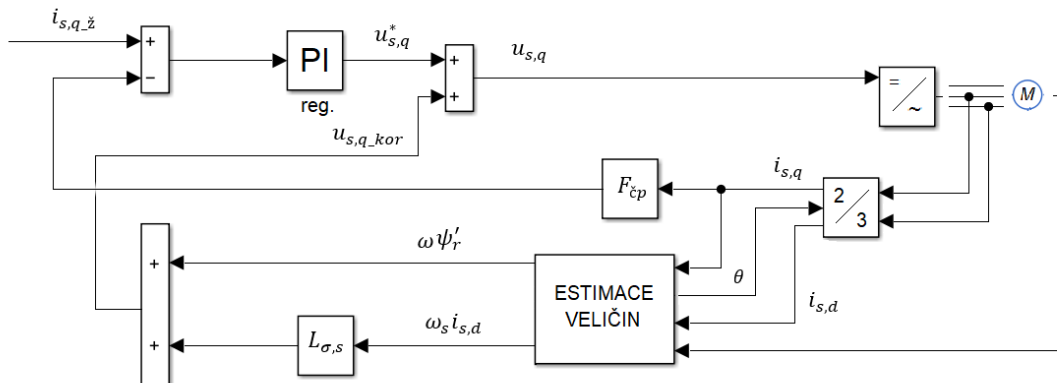 i_{s,q_ž}
+
−
PI
reg.
u^*_{s,q}
+
+
u_{s,q}
=
~
M
u_{s,q_kor}
F_{čp}
i_{s,q}
2
3
+
ωψ'_r
θ
ESTIMACE
VELIČIN
i_{s,d}
+
L_{σ,s}
ω_s i_{s,d}